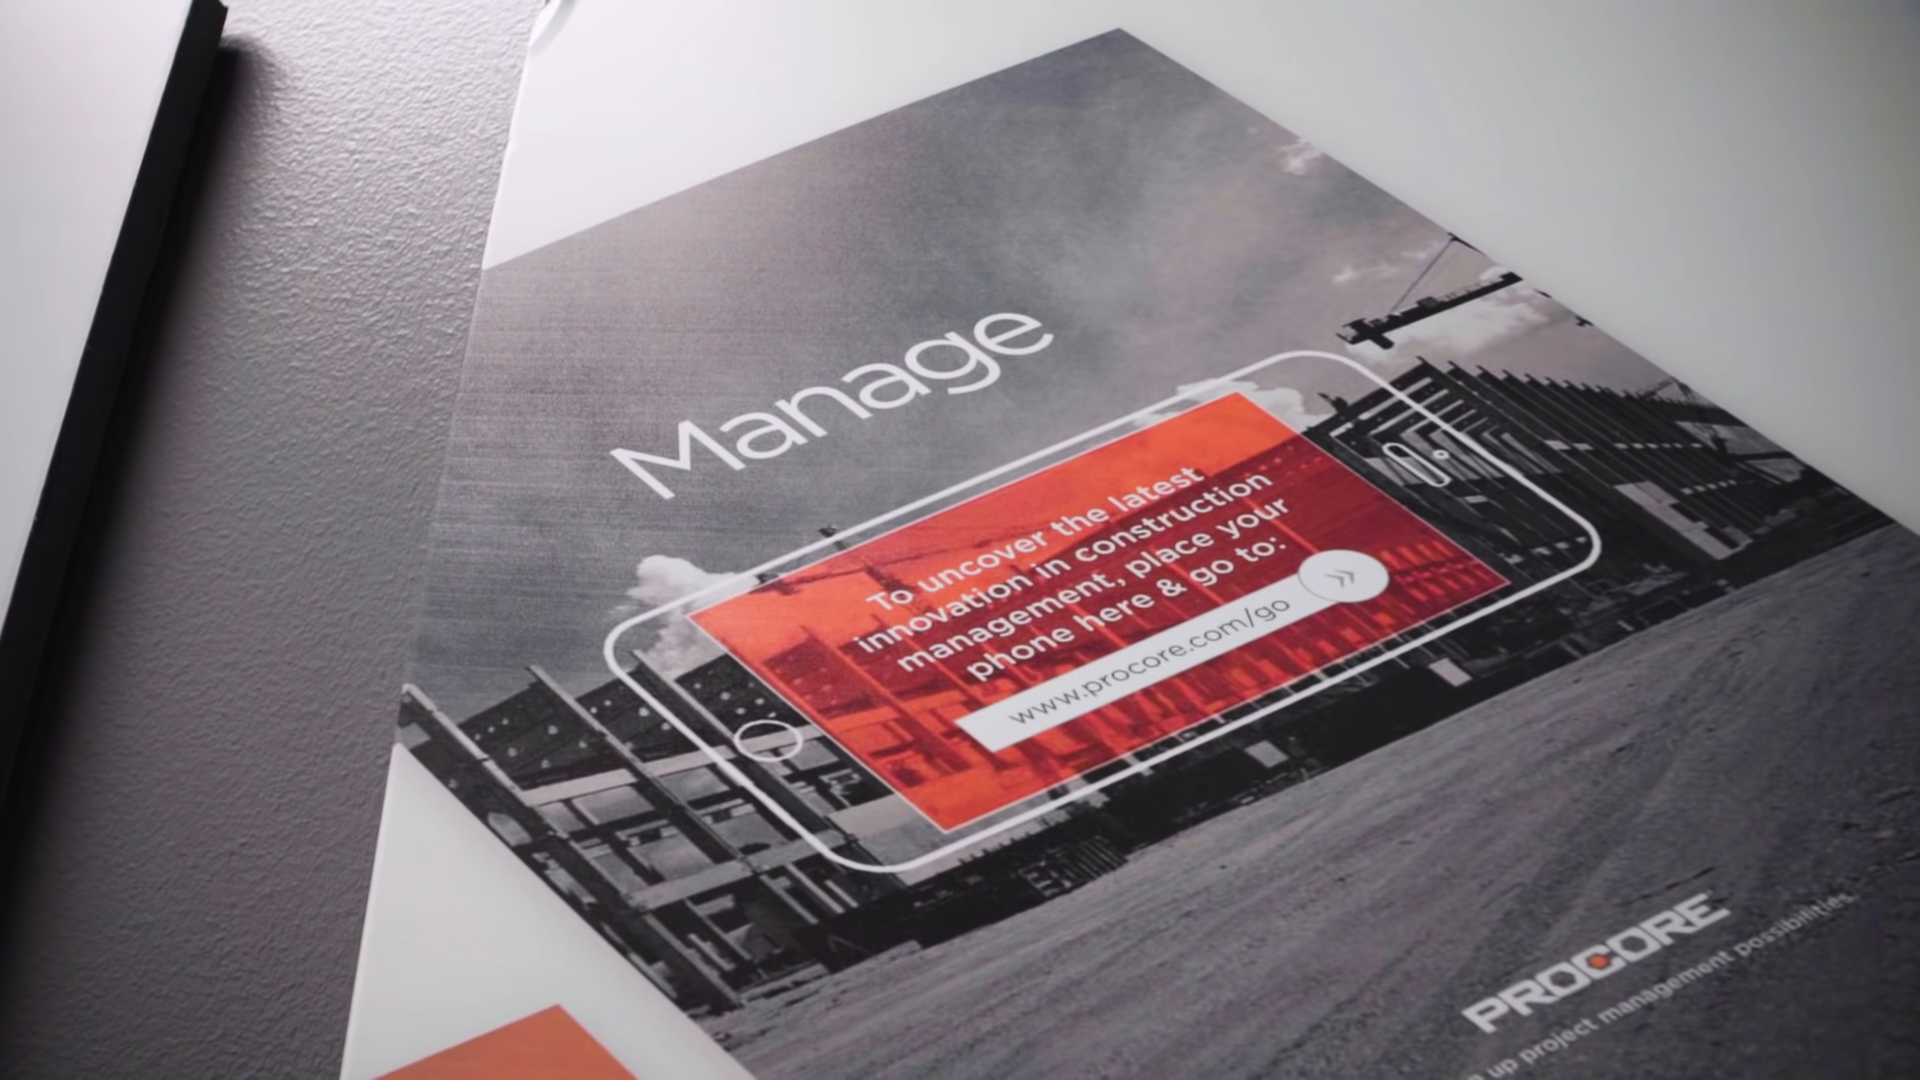 Manage
To uncover the latest
innovation in construction
management, place your
phone here & go to:
www.procore.com/go
PROCORE
up project management possibilities.